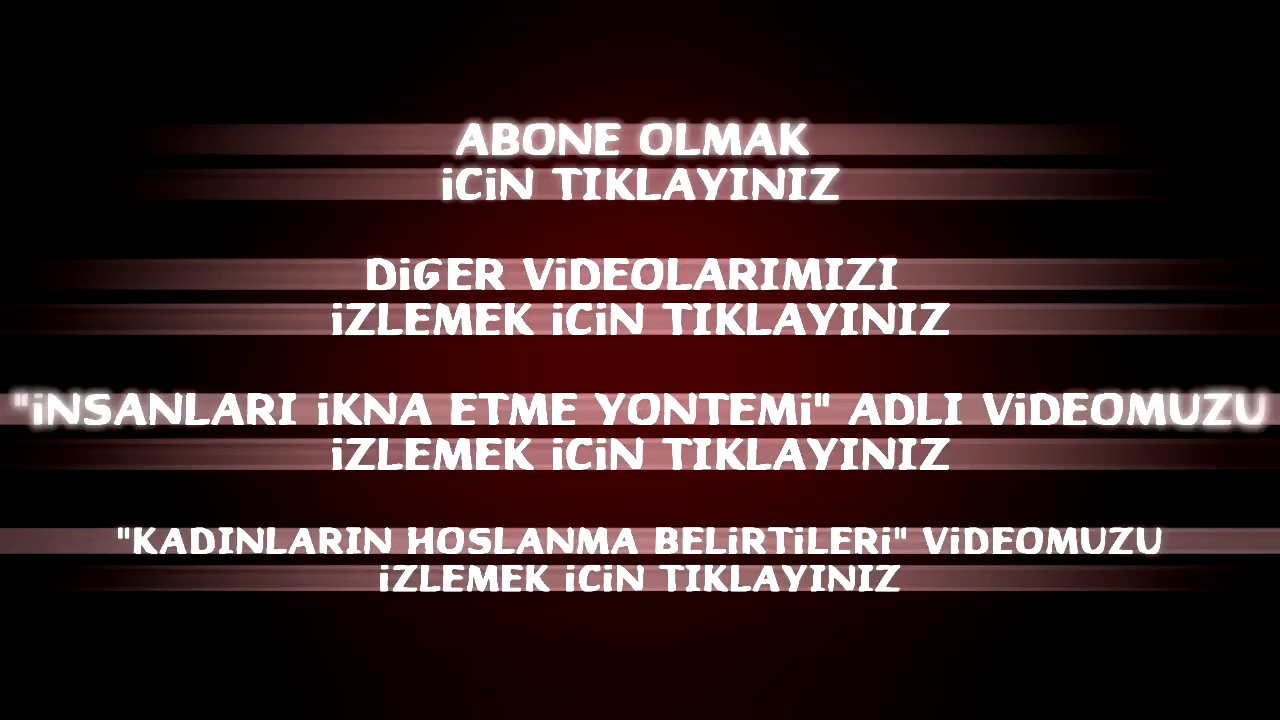 ABONE OLMAK
iCiN TIKLAYINIZ
DiGER ViDEOLARIMIZI
iZLEMEK iCiN TIKLAYINIZ
"iNSANLARI iKNA ETME YONTEMi" ADLI ViDEOMUZU
iZLEMEK iCiN TIKLAYINIZ
"KADINLARIN HOSLANMA BELiRTiLERi" ViDEOMUZU
iZLEMEK iCiN TIKLAYINIZ